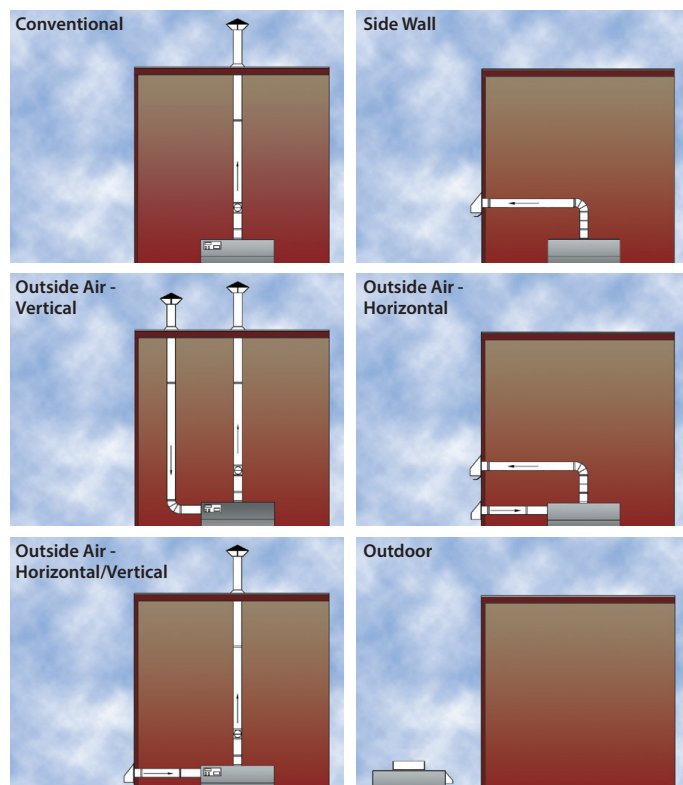 Conventional
Side Wall
Outside Air -
Vertical
Outside Air -
Horizontal
Outside Air -
Horizontal/Vertical
Outdoor